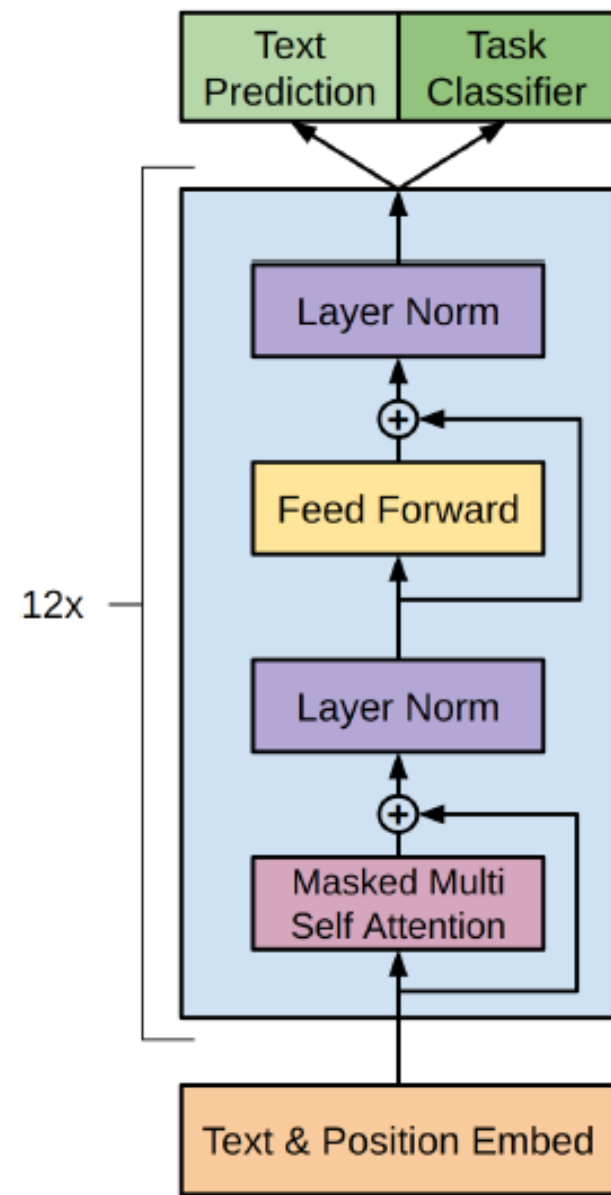 Text
Prediction
Task
Classifier
Layer Norm
+
Feed Forward
12x
Layer Norm
+
Masked Multi
Self Attention
Text & Position Embed